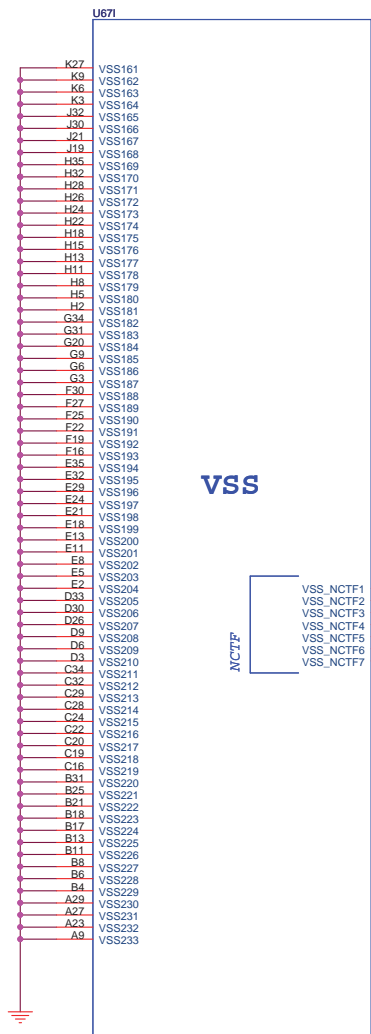 U67I
K27 VSS161
K9 VSS162
K6 VSS163
K3 VSS164
J32 VSS165
J30 VSS166
J21 VSS167
J19 VSS168
H35 VSS169
H32 VSS170
H28 VSS171
H26 VSS172
H24 VSS173
H22 VSS174
H18 VSS175
H15 VSS176
H13 VSS177
H11 VSS178
H8 VSS179
H5 VSS180
H2 VSS181
G34 VSS182
G31 VSS183
G20 VSS184
G9 VSS185
G6 VSS186
G3 VSS187
F30 VSS188
F27 VSS189
F25 VSS190
F22 VSS191
F19 VSS192
F16 VSS193
E35 VSS194
E32 VSS195
E29 VSS196
E24 VSS197
E21 VSS198
E18 VSS199
E13 VSS200
E11 VSS201
E8 VSS202
E5 VSS203
E2 VSS204
D33 VSS205
D30 VSS206
D26 VSS207
D9 VSS208
D6 VSS209
D3 VSS210
C34 VSS211
C32 VSS212
C29 VSS213
C28 VSS214
C24 VSS215
C22 VSS216
C20 VSS217
C19 VSS218
C16 VSS219
B31 VSS220
B25 VSS221
B21 VSS222
B18 VSS223
B17 VSS224
B13 VSS225
B11 VSS226
B8 VSS227
B6 VSS228
B4 VSS229
A29 VSS230
A27 VSS231
A23 VSS232
A9 VSS233
VSS
NCTF
VSS_NCTF1
VSS_NCTF2
VSS_NCTF3
VSS_NCTF4
VSS_NCTF5
VSS_NCTF6
VSS_NCTF7